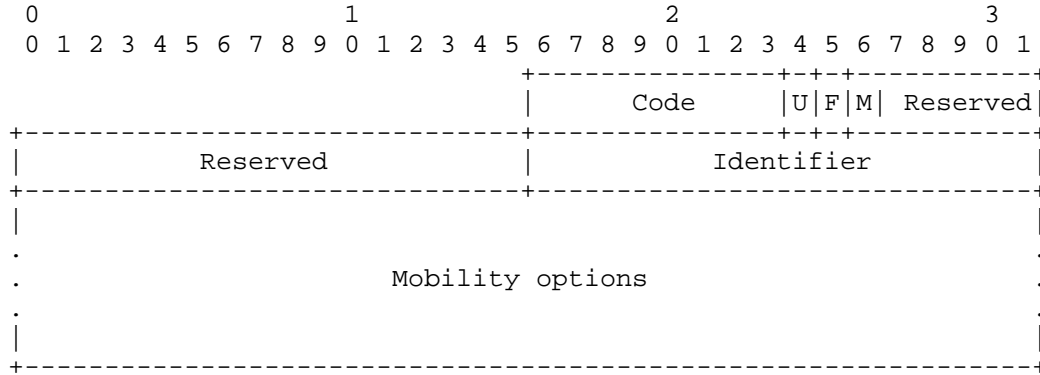 0 1 2 3
0 1 2 3 4 5 6 7 8 9 0 1 2 3 4 5 6 7 8 9 0 1 2 3 4 5 6 7 8 9 0 1
+---------------+-+-+-----------+
| Code |U|F|M| Reserved|
+-------------------------------+---------------+-+-+-----------+
| Reserved | Identifier |
+-------------------------------+-------------------------------+
| |
. .
. Mobility options .
. .
| |
+---------------------------------------------------------------+